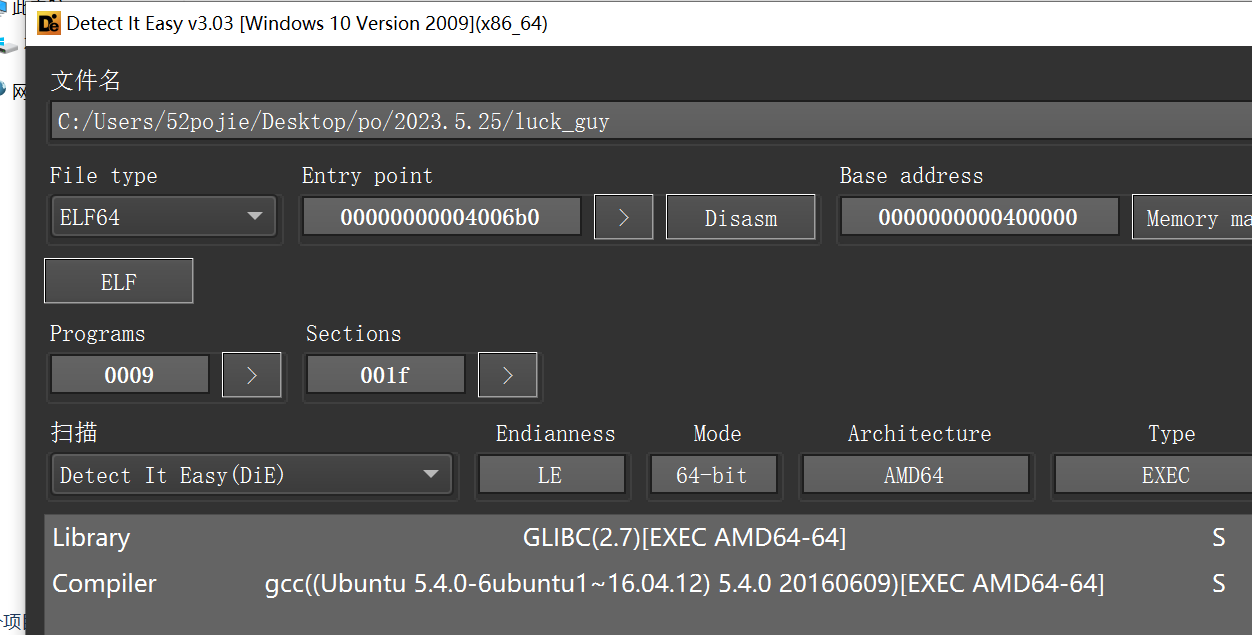 Detect It Easy v3.03 [Windows 10 Version 2009](x86_64)
文件名
C:/Users/52pojie/Desktop/po/2023.5.25/luck_guy
File type Entry point Base address
ELF64 00000000004006b0 > Disasm 0000000000400000 Memory ma
ELF
Programs Sections
0009 > 001f >
扫描 Endianness Mode Architecture Type
Detect It Easy(DiE) LE 64-bit AMD64 EXEC
Library GLIBC(2.7)[EXEC AMD64-64] S
Compiler gcc((Ubuntu 5.4.0-6ubuntu1~16.04.12) 5.4.0 20160609)[EXEC AMD64-64] S